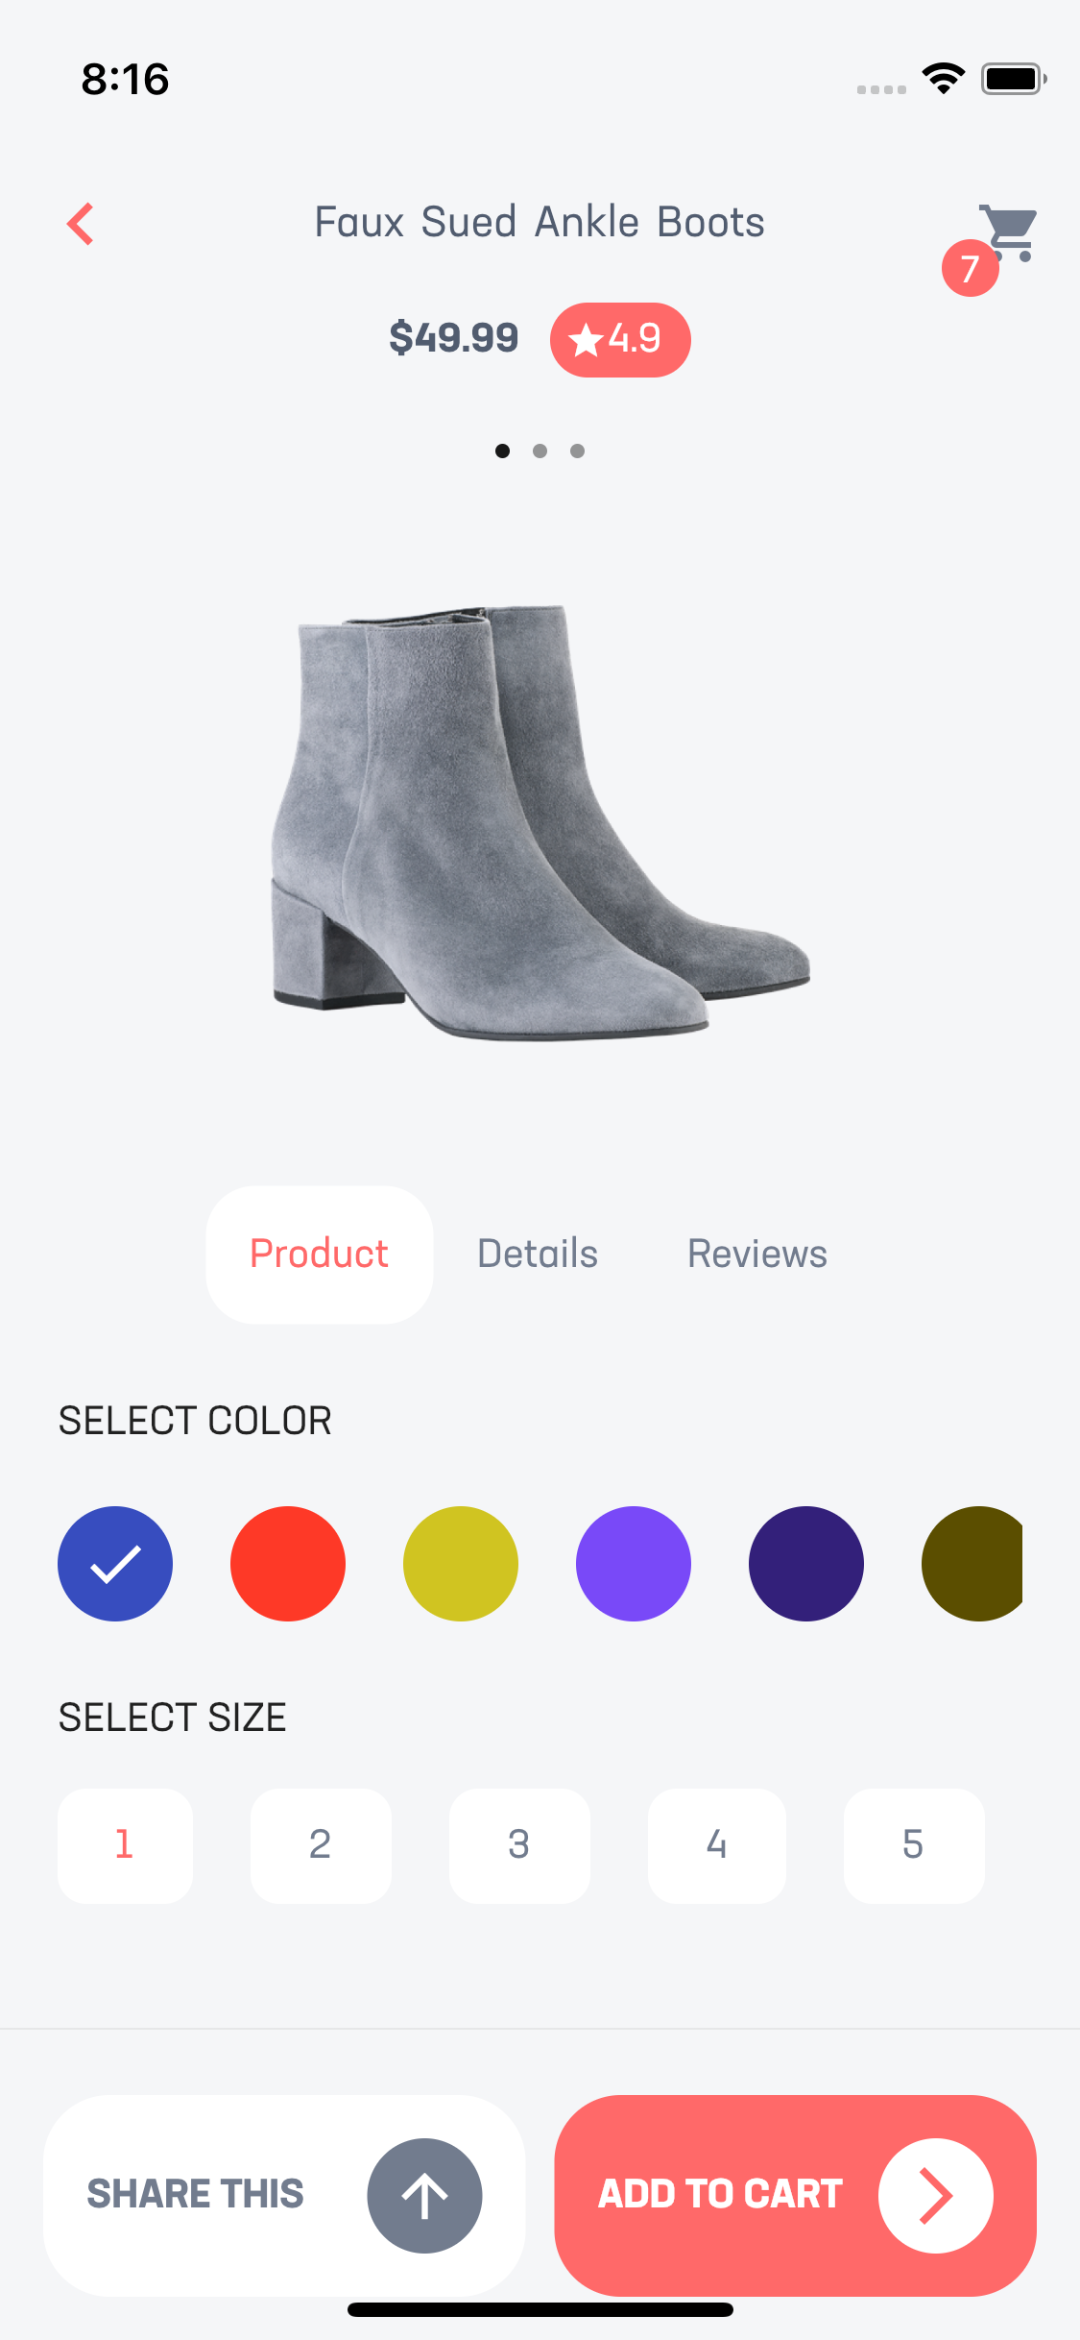 8:16
Faux Sued Ankle Boots
7
$49.99 4.9
Product Details Reviews
SELECT COLOR
SELECT SIZE
1 2 3 4 5
SHARE THIS ADD TO CART